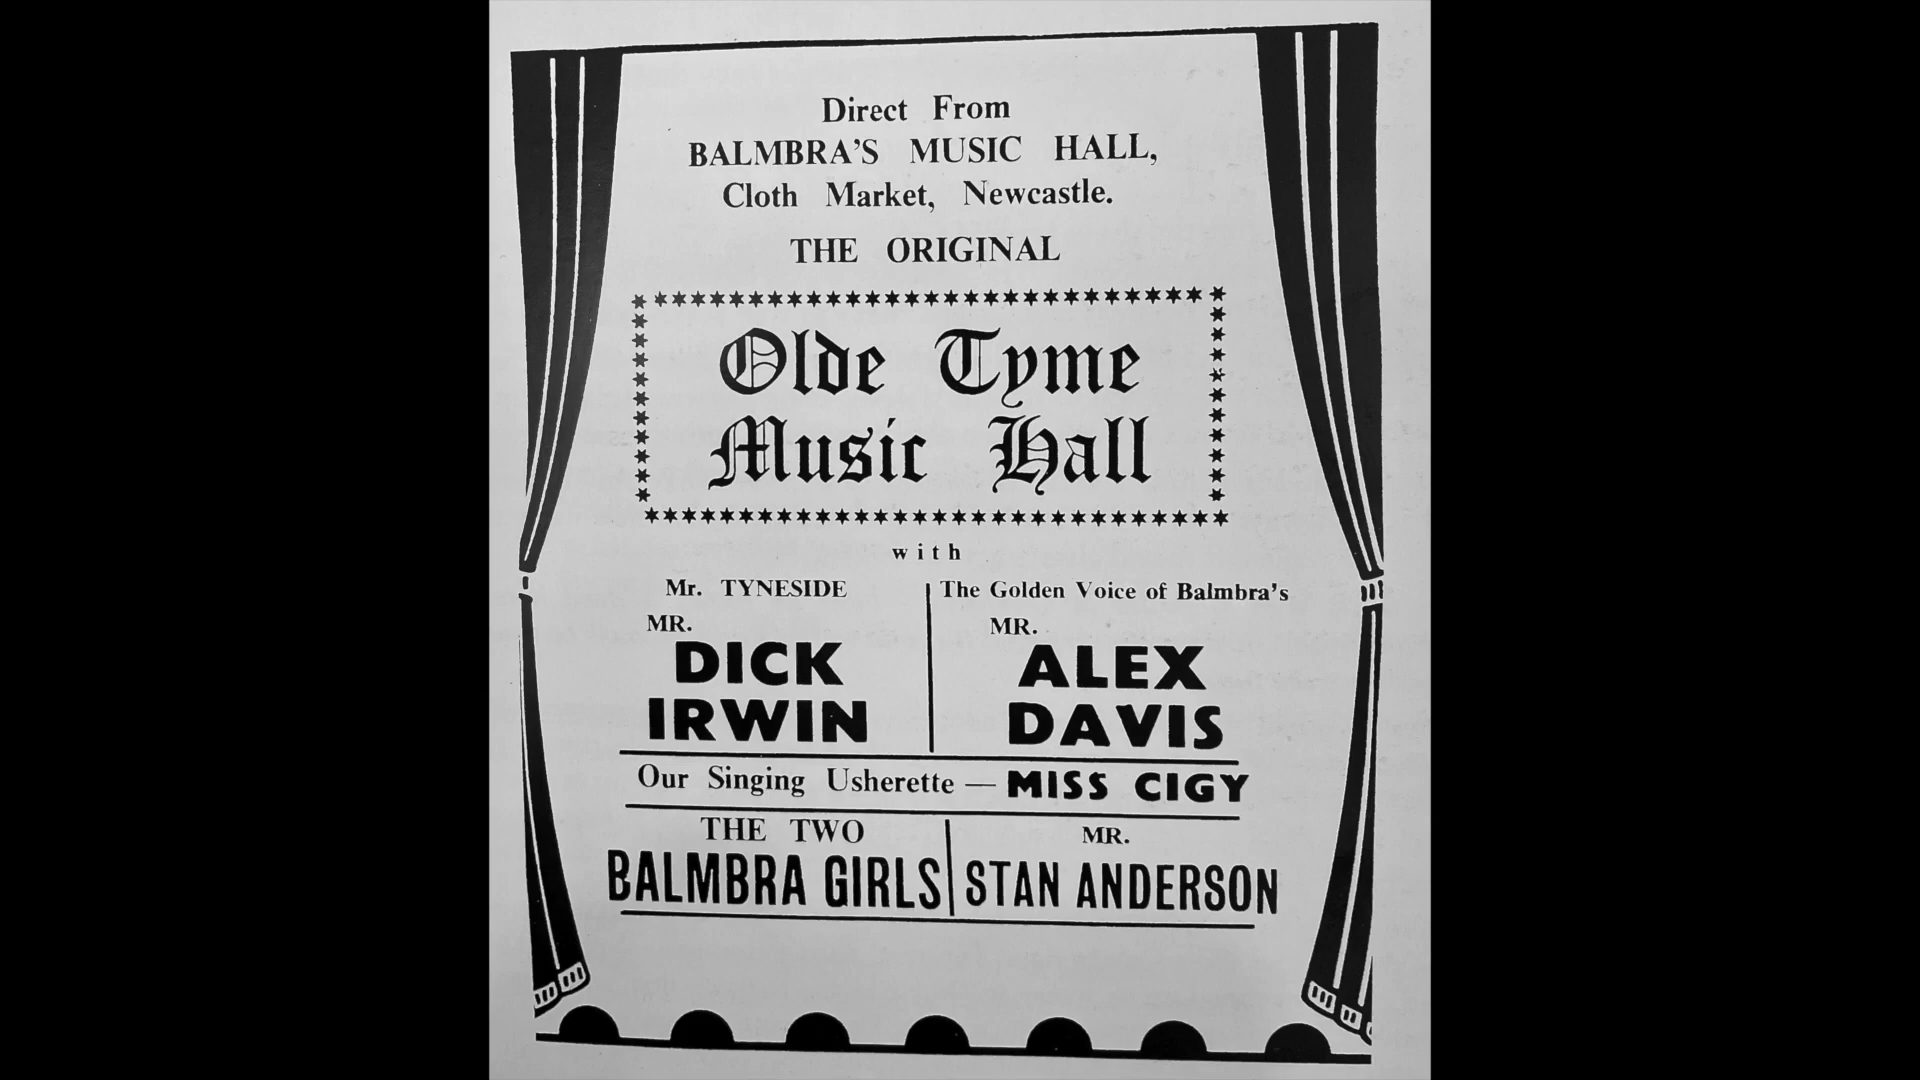 Direct From
BALMBRA'S MUSIC HALL,
Cloth Market, Newcastle.
THE ORIGINAL
Olde Tyme
Music Hall
with
Mr. TYNESIDE
MR.
DICK
IRWIN
The Golden Voice of Balmbra's
MR.
ALEX
DAVIS
Our Singing Usherette — MISS CIGY
THE TWO
BALMBRA GIRLS
MR.
STAN ANDERSON